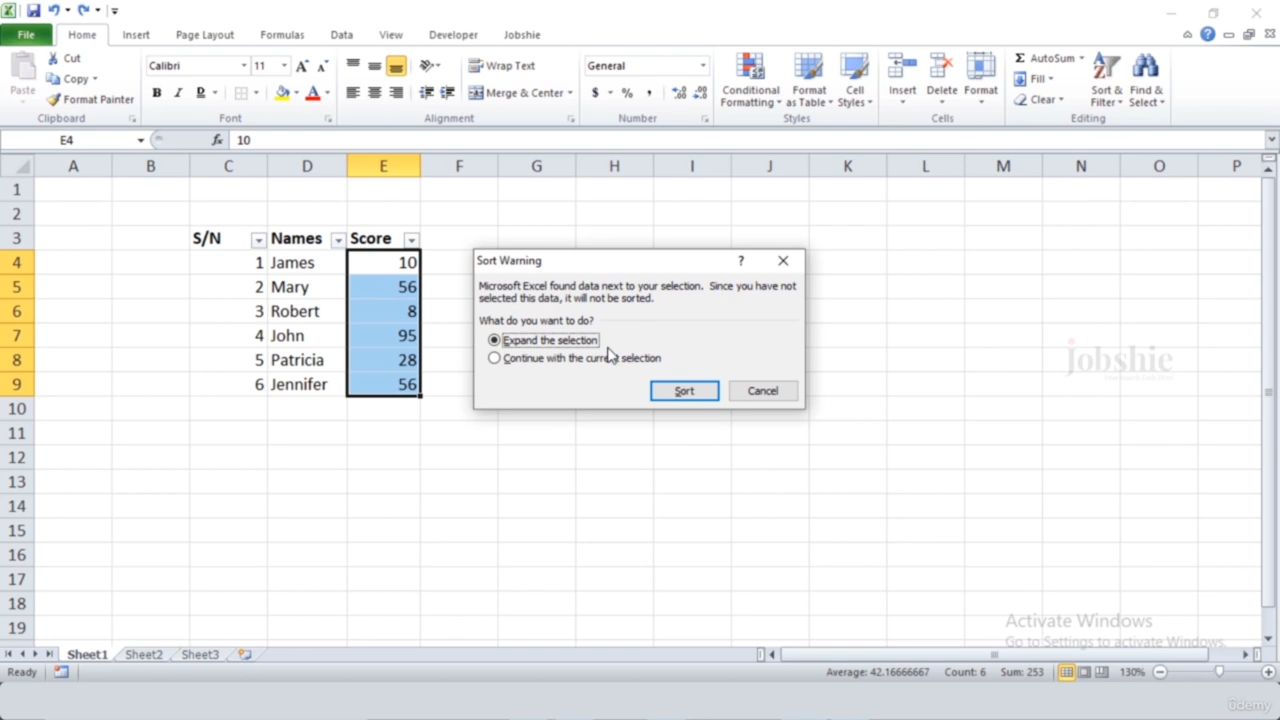 File Home Insert Page Layout Formulas Data View Developer Jobshie
Paste
Cut
Copy
Format Painter
Clipboard
Calibri 11
B I D
Font
Wrap Text
Merge & Center
Alignment
General
$ % ,
Number
Conditional Formatting
Format as Table
Cell Styles
Styles
Insert Delete Format
Cells
AutoSum
Fill
Clear
Sort & Filter
Find & Select
Editing
E4 fx 10
A B C D E F G H I J K L M N O P
1
2
3 S/N Names Score
4 1 James 10
5 2 Mary 56
6 3 Robert 8
7 4 John 95
8 5 Patricia 28
9 6 Jennifer 56
10
11
12
13
14
15
16
17
18
19
Sort Warning
Microsoft Excel found data next to your selection. Since you have not
selected this data, it will not be sorted.
What do you want to do?
Expand the selection
Continue with the current selection
Sort Cancel
jobshie
Activate Windows
Go to Settings to activate Windows.
Sheet1 Sheet2 Sheet3
Ready Average: 42.16666667 Count: 6 Sum: 253 130%
ûdemy